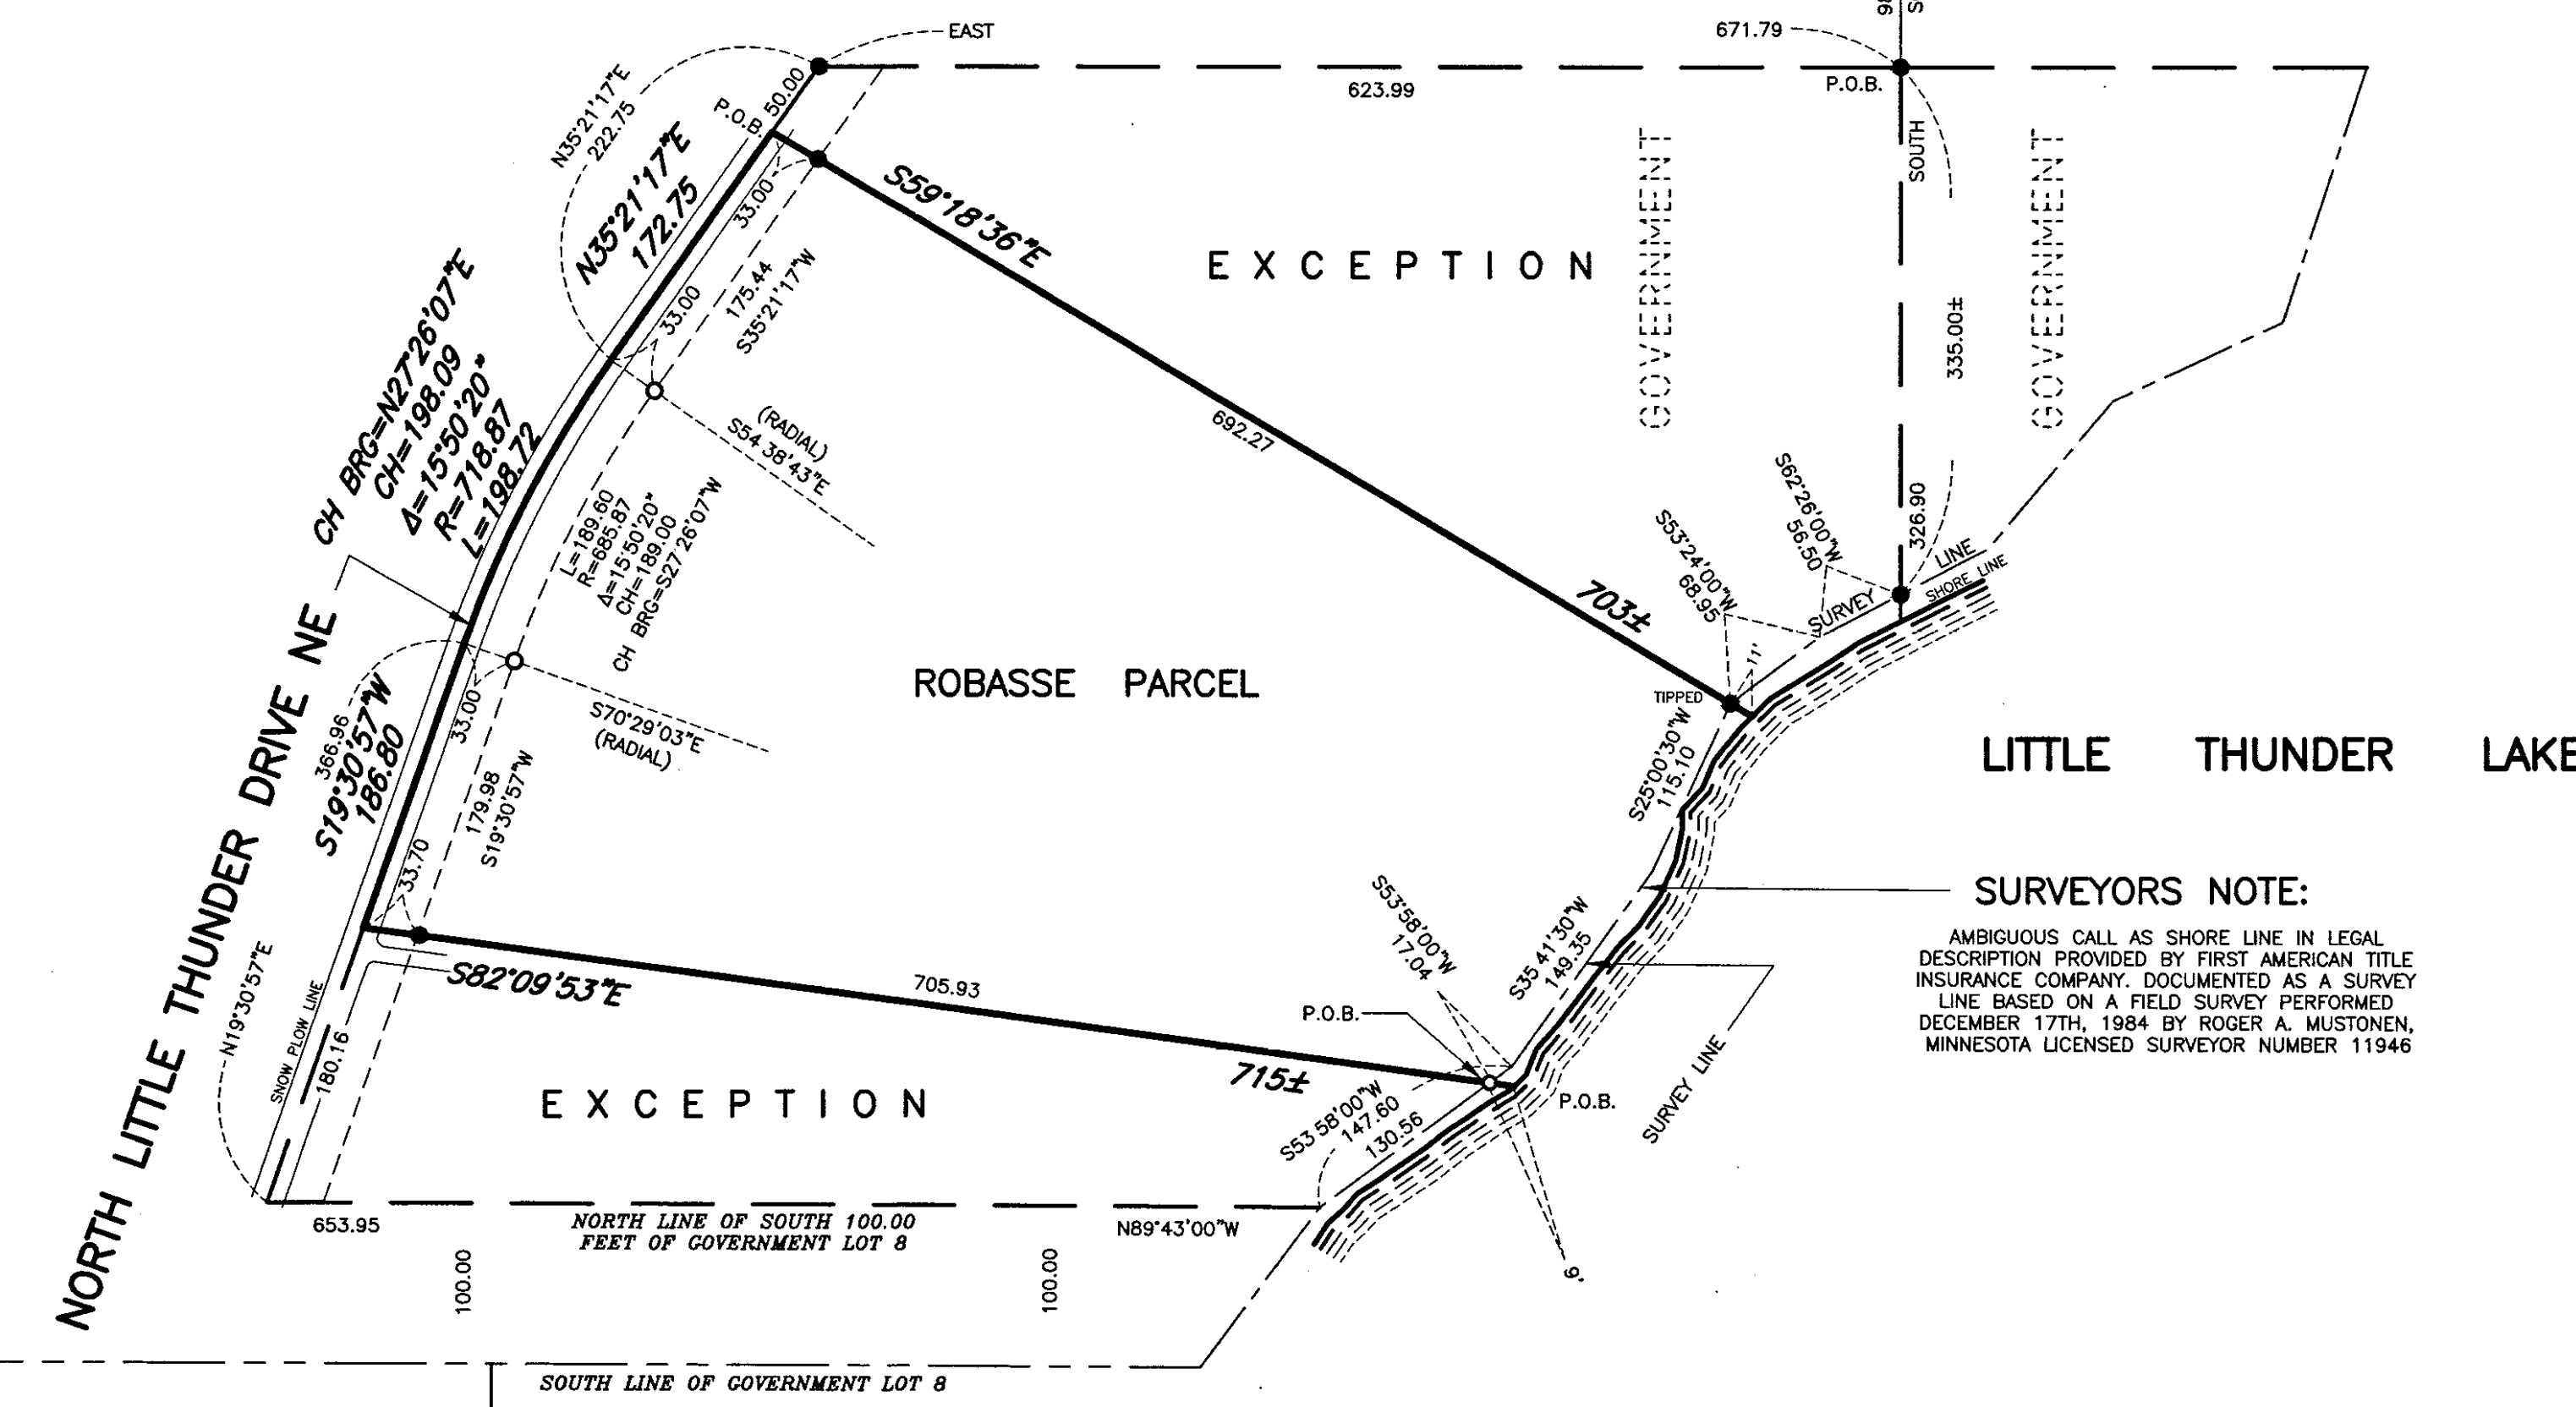 EAST
671.79
98
S
N35°21'17"E
222.75
P.O.B.
50.00
623.99
P.O.B.
N35°21'17"E
172.75
33.00
S59°18'36"E
175.44
S35°21'17"W
33.00
EXCEPTION
GOVERNMENT
SOUTH
GOVERNMENT
335.00±
CH BRG=N27°26'07"E
CH=198.09
Δ=15°50'20"
R=718.87
L=198.72
(RADIAL)
S54°38'43"E
692.27
L=189.60
R=685.87
Δ=15°50'20"
CH=189.00
CH BRG=S27°26'07"W
S62°26'00"W
56.50
326.90
S53°24'00"W
68.95
703±
SURVEY
LINE
SHORE LINE
11'
TIPPED
ROBASSE PARCEL
366.96
S19°30'57"W
186.80
33.00
S70°29'03"E
(RADIAL)
179.98
S19°30'57"W
S25°00'30"W
115.10
LITTLE THUNDER LAKE
33.70
NORTH LITTLE THUNDER DRIVE NE
SURVEYORS NOTE:
AMBIGUOUS CALL AS SHORE LINE IN LEGAL
DESCRIPTION PROVIDED BY FIRST AMERICAN TITLE
INSURANCE COMPANY. DOCUMENTED AS A SURVEY
LINE BASED ON A FIELD SURVEY PERFORMED
DECEMBER 17TH, 1984 BY ROGER A. MUSTONEN,
MINNESOTA LICENSED SURVEYOR NUMBER 11946
S53°58'00"W
17.04
S35°41'30"W
149.35
N19°30'57"E
SNOW PLOW LINE
180.16
S82°09'53"E
705.93
P.O.B.
715±
P.O.B.
SURVEY LINE
EXCEPTION
S53°58'00"W
147.60
130.56
653.95
NORTH LINE OF SOUTH 100.00
FEET OF GOVERNMENT LOT 8
N89°43'00"W
100.00
100.00
9'
SOUTH LINE OF GOVERNMENT LOT 8